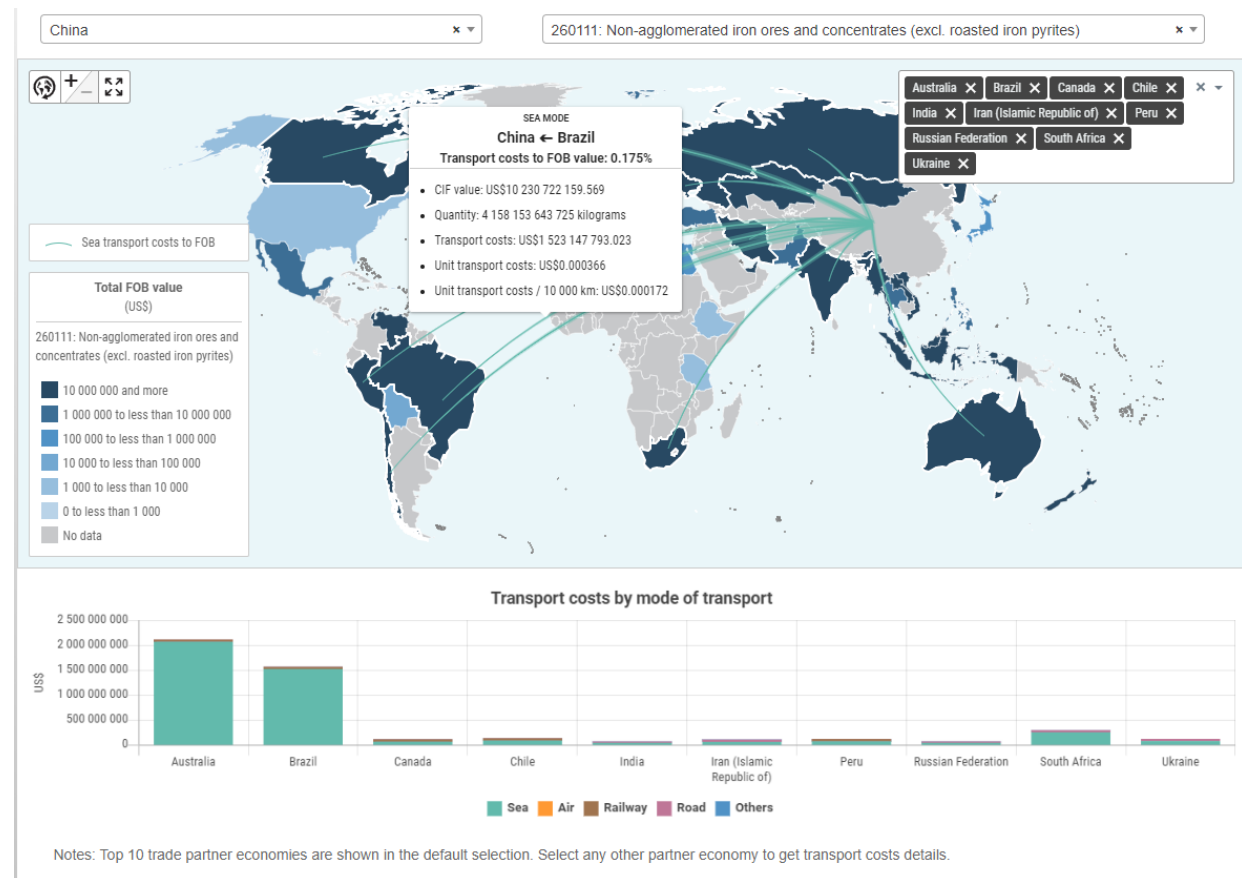 China × ▾
260111: Non-agglomerated iron ores and concentrates (excl. roasted iron pyrites) × ▾
+
−
Australia ✕ Brazil ✕ Canada ✕ Chile ✕
India ✕ Iran (Islamic Republic of) ✕ Peru ✕
Russian Federation ✕ South Africa ✕
Ukraine ✕
SEA MODE
China ← Brazil
Transport costs to FOB value: 0.175%
• CIF value: US$10 230 722 159.569
• Quantity: 4 158 153 643 725 kilograms
• Transport costs: US$1 523 147 793.023
• Unit transport costs: US$0.000366
• Unit transport costs / 10 000 km: US$0.000172
Sea transport costs to FOB
Total FOB value
(US$)
260111: Non-agglomerated iron ores and
concentrates (excl. roasted iron pyrites)
10 000 000 and more
1 000 000 to less than 10 000 000
100 000 to less than 1 000 000
10 000 to less than 100 000
1 000 to less than 10 000
0 to less than 1 000
No data
Transport costs by mode of transport
US$
2 500 000 000
2 000 000 000
1 500 000 000
1 000 000 000
500 000 000
0
Australia Brazil Canada Chile India Iran (Islamic Peru Russian Federation South Africa Ukraine
Republic of)
Sea Air Railway Road Others
Notes: Top 10 trade partner economies are shown in the default selection. Select any other partner economy to get transport costs details.